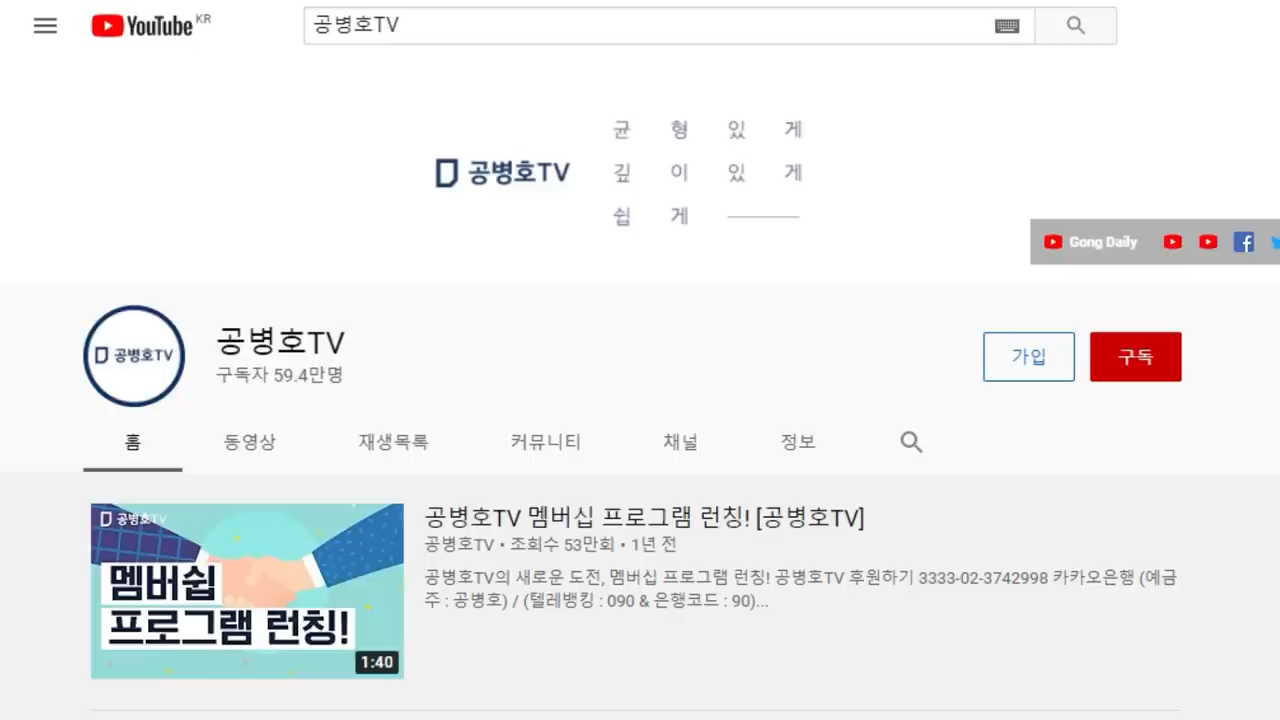 YouTube KR
공병호TV
균 형 있 게
공병호TV
깊 이 있 게
쉽 게
Gong Daily
공병호TV
공병호TV
구독자 59.4만명
가입
구독
홈 동영상 재생목록 커뮤니티 채널 정보
공병호TV
멤버쉽
프로그램 런칭!
1:40
공병호TV 멤버십 프로그램 런칭! [공병호TV]
공병호TV • 조회수 53만회 • 1년 전
공병호TV의 새로운 도전, 멤버십 프로그램 런칭! 공병호TV 후원하기 3333-02-3742998 카카오은행 (예금
주 : 공병호) / (텔레뱅킹 : 090 & 은행코드 : 90)...